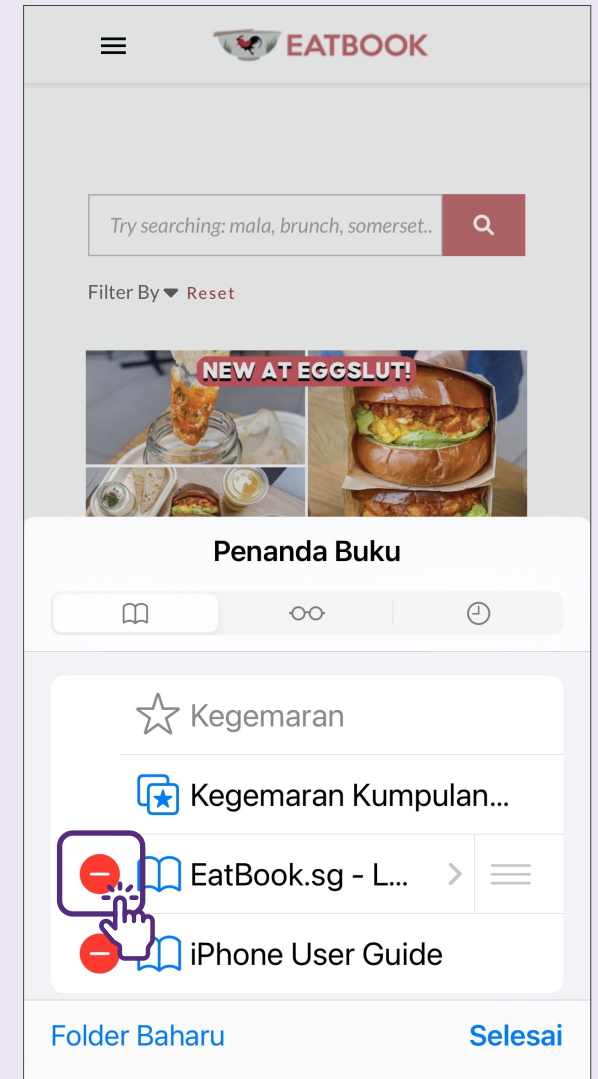 EATBOOK
Try searching: mala, brunch, somerset..
Filter By Reset
NEW AT EGGSLUT!
Penanda Buku
Kegemaran
Kegemaran Kumpulan...
EatBook.sg - L...
iPhone User Guide
Folder Baharu Selesai